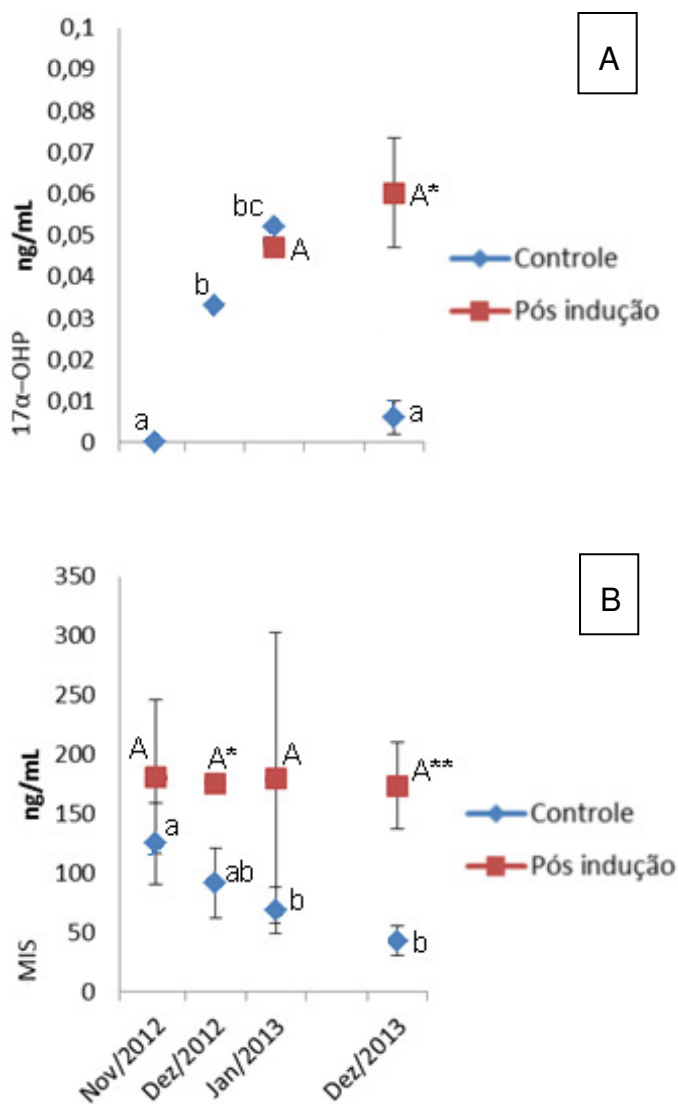 A
0,1
0,09
0,08
0,07
0,06
0,05
0,04
0,03
0,02
0,01
0
17α–OHP ng/mL
a
b
bc
A
A*
a
Controle
Pós indução
B
350
300
250
200
150
100
50
0
MIS ng/mL
A
a
A*
ab
A
b
A**
b
Controle
Pós indução
Nov/2012
Dez/2012
Jan/2013
Dez/2013